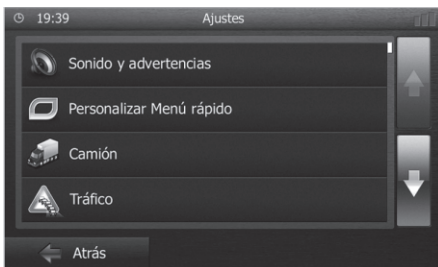 19:39 Ajustes
Sonido y advertencias
Personalizar Menú rápido
Camión
Tráfico
Atrás